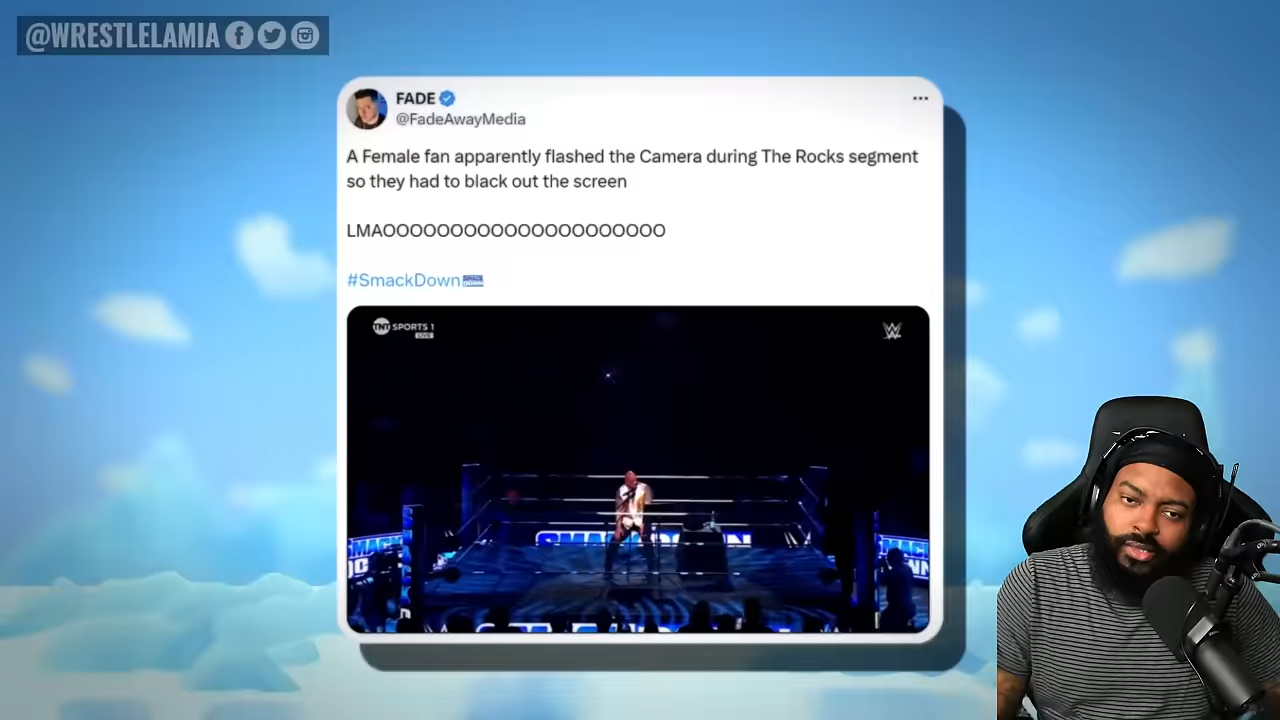 @WRESTLELAMIA
FADE
@FadeAwayMedia
A Female fan apparently flashed the Camera during The Rocks segment
so they had to black out the screen
LMAOOOOOOOOOOOOOOOOOOOOO
#SmackDown
TNT SPORTS 1
LIVE
W